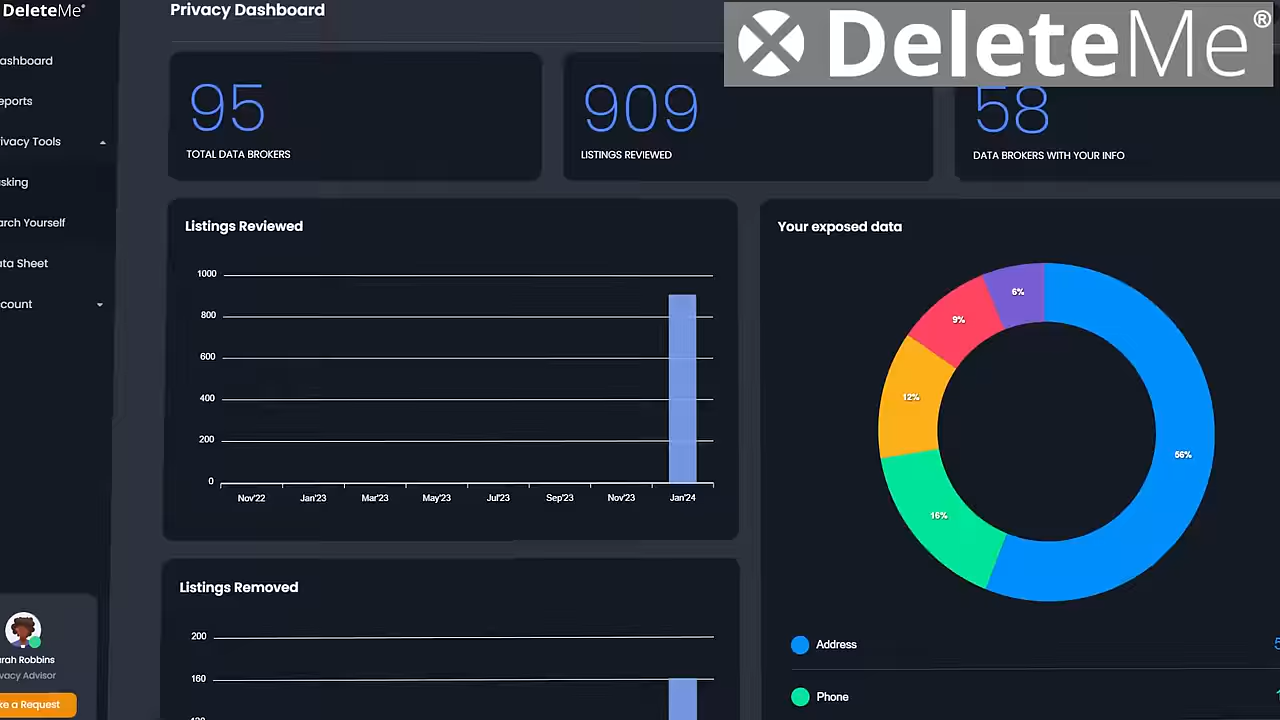 DeleteMe®
Privacy Dashboard
DeleteMe®
ashboard
eports
ivacy Tools
sking
arch Yourself
ata Sheet
count
95
TOTAL DATA BROKERS
909
LISTINGS REVIEWED
58
DATA BROKERS WITH YOUR INFO
Listings Reviewed
1000
800
600
400
200
0
Nov'22 Jan'23 Mar'23 May'23 Jul'23 Sep'23 Nov'23 Jan'24
Your exposed data
6%
9%
12%
56%
16%
Address
Phone
Listings Removed
200
160
arah Robbins
vacy Advisor
ke a Request